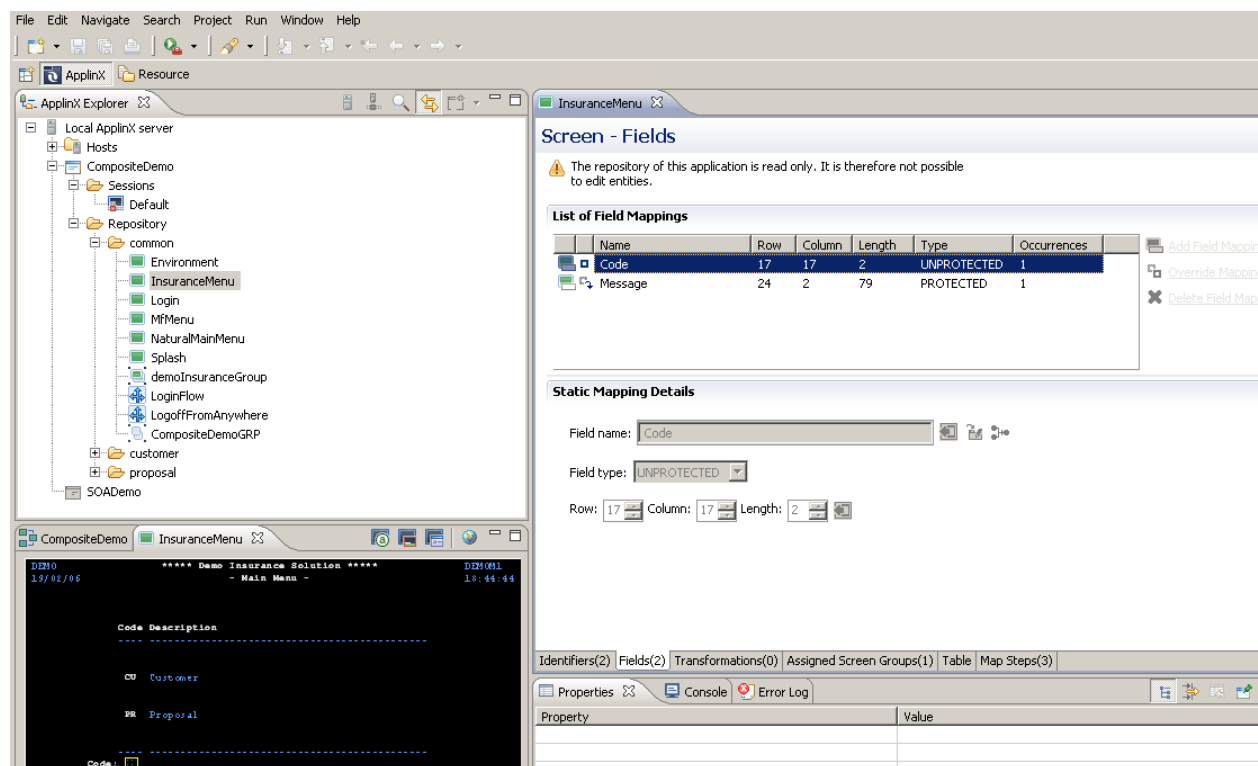 File Edit Navigate Search Project Run Window Help
ApplinX Resource
ApplinX Explorer
Local ApplinX server
Hosts
CompositeDemo
Sessions
Default
Repository
common
Environment
InsuranceMenu
Login
MfMenu
NaturalMainMenu
Splash
demoInsuranceGroup
LoginFlow
LogoffFromAnywhere
CompositeDemoGRP
customer
proposal
SOADemo
CompositeDemo InsuranceMenu
DEMO ***** Demo Insurance Solution ***** DEMOM1
19/02/06 - Main Menu - 18:44:44
Code Description
---- ----------------------------------------
CU Customer
PR Proposal
---- ----------------------------------------
Code:
InsuranceMenu
Screen - Fields
The repository of this application is read only. It is therefore not possible
to edit entities.
List of Field Mappings
Name Row Column Length Type Occurrences
Code 17 17 2 UNPROTECTED 1
Message 24 2 79 PROTECTED 1
Add Field Mappin
Override Mappin
Delete Field Map
Static Mapping Details
Field name: Code
Field type: UNPROTECTED
Row: 17 Column: 17 Length: 2
Identifiers(2) Fields(2) Transformations(0) Assigned Screen Groups(1) Table Map Steps(3)
Properties Console Error Log
Property Value